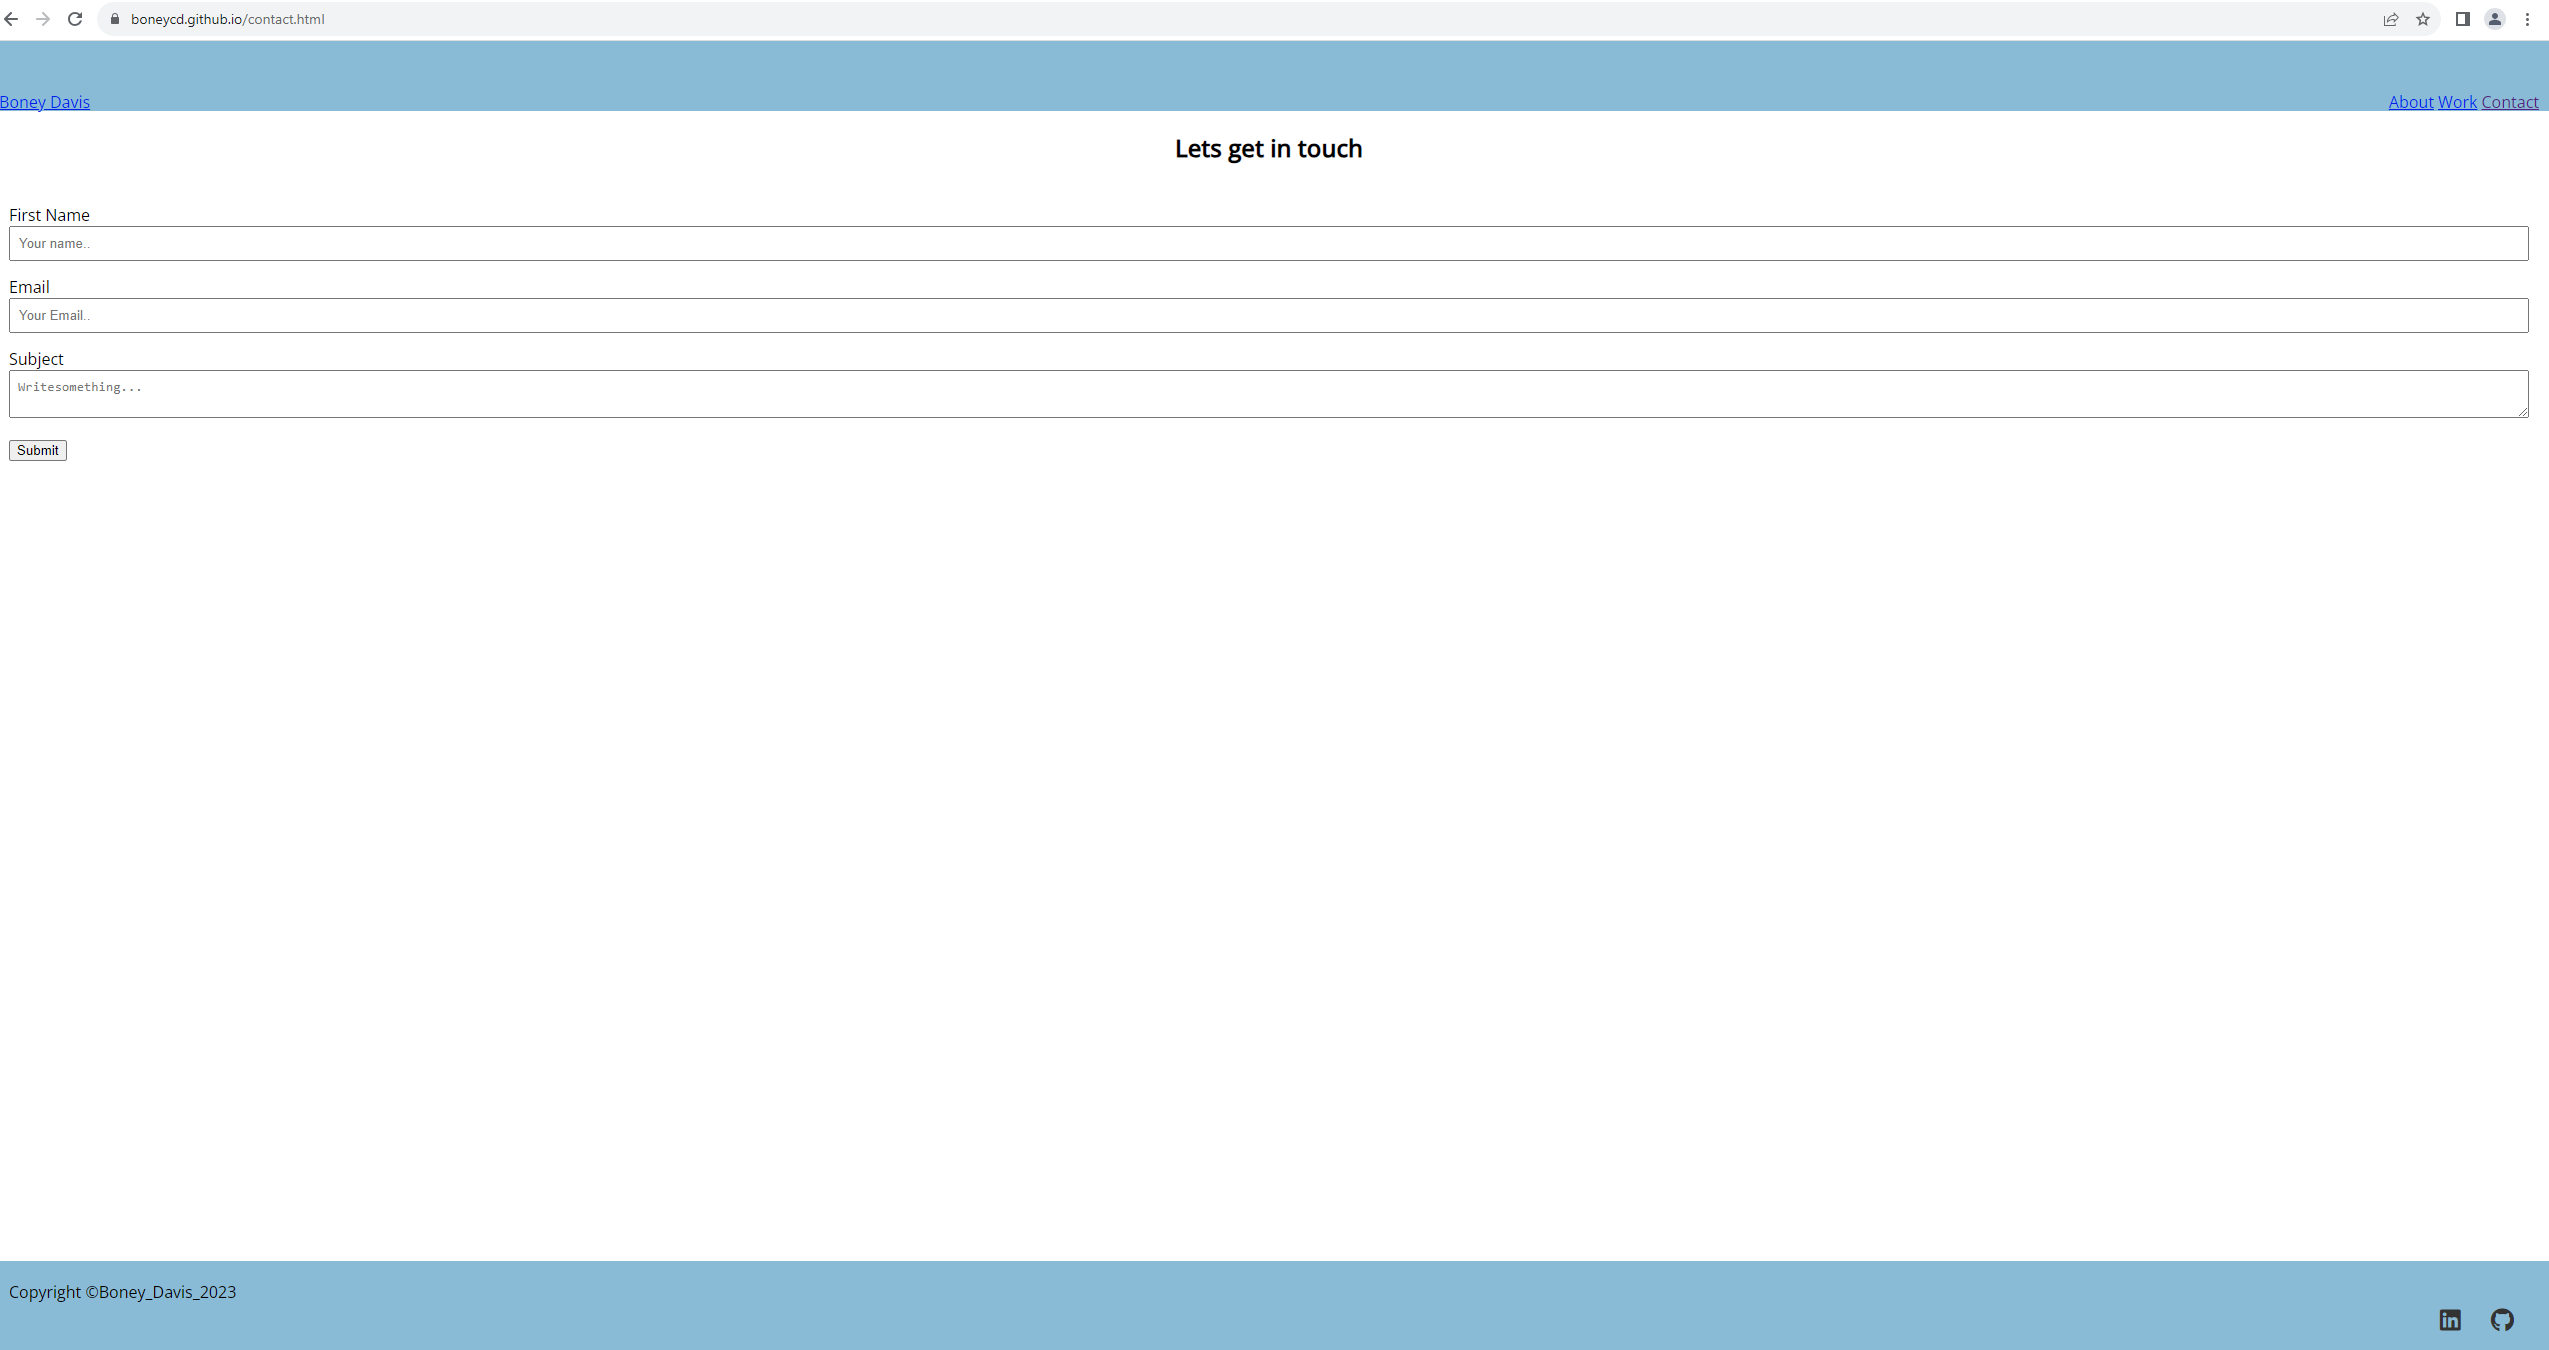 boneycd.github.io/contact.html
Boney Davis
About Work Contact
Lets get in touch
First Name
Your name..
Email
Your Email..
Subject
Writesomething...
Submit
Copyright ©Boney_Davis_2023
in